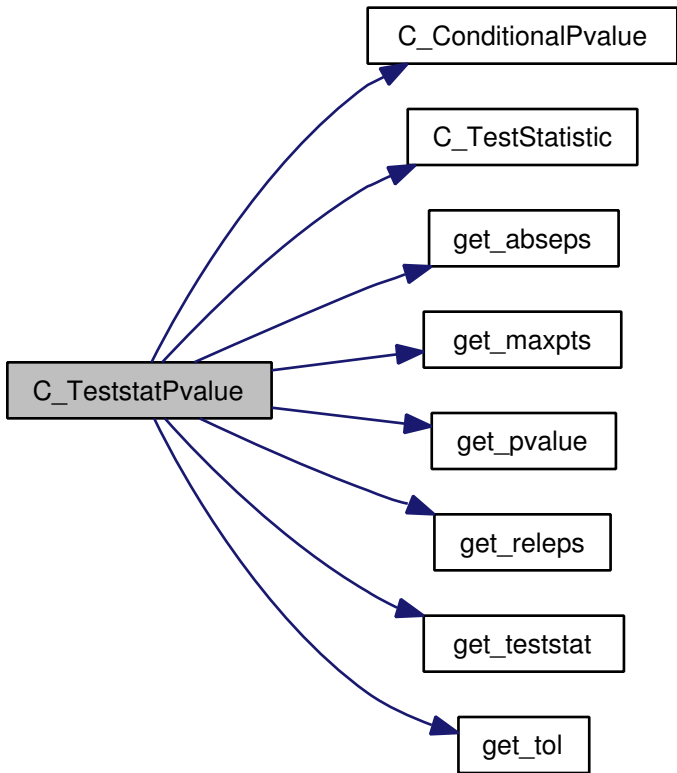 C_ConditionalPvalue
C_TestStatistic
get_abseps
get_maxpts
C_TeststatPvalue
get_pvalue
get_releps
get_teststat
get_tol